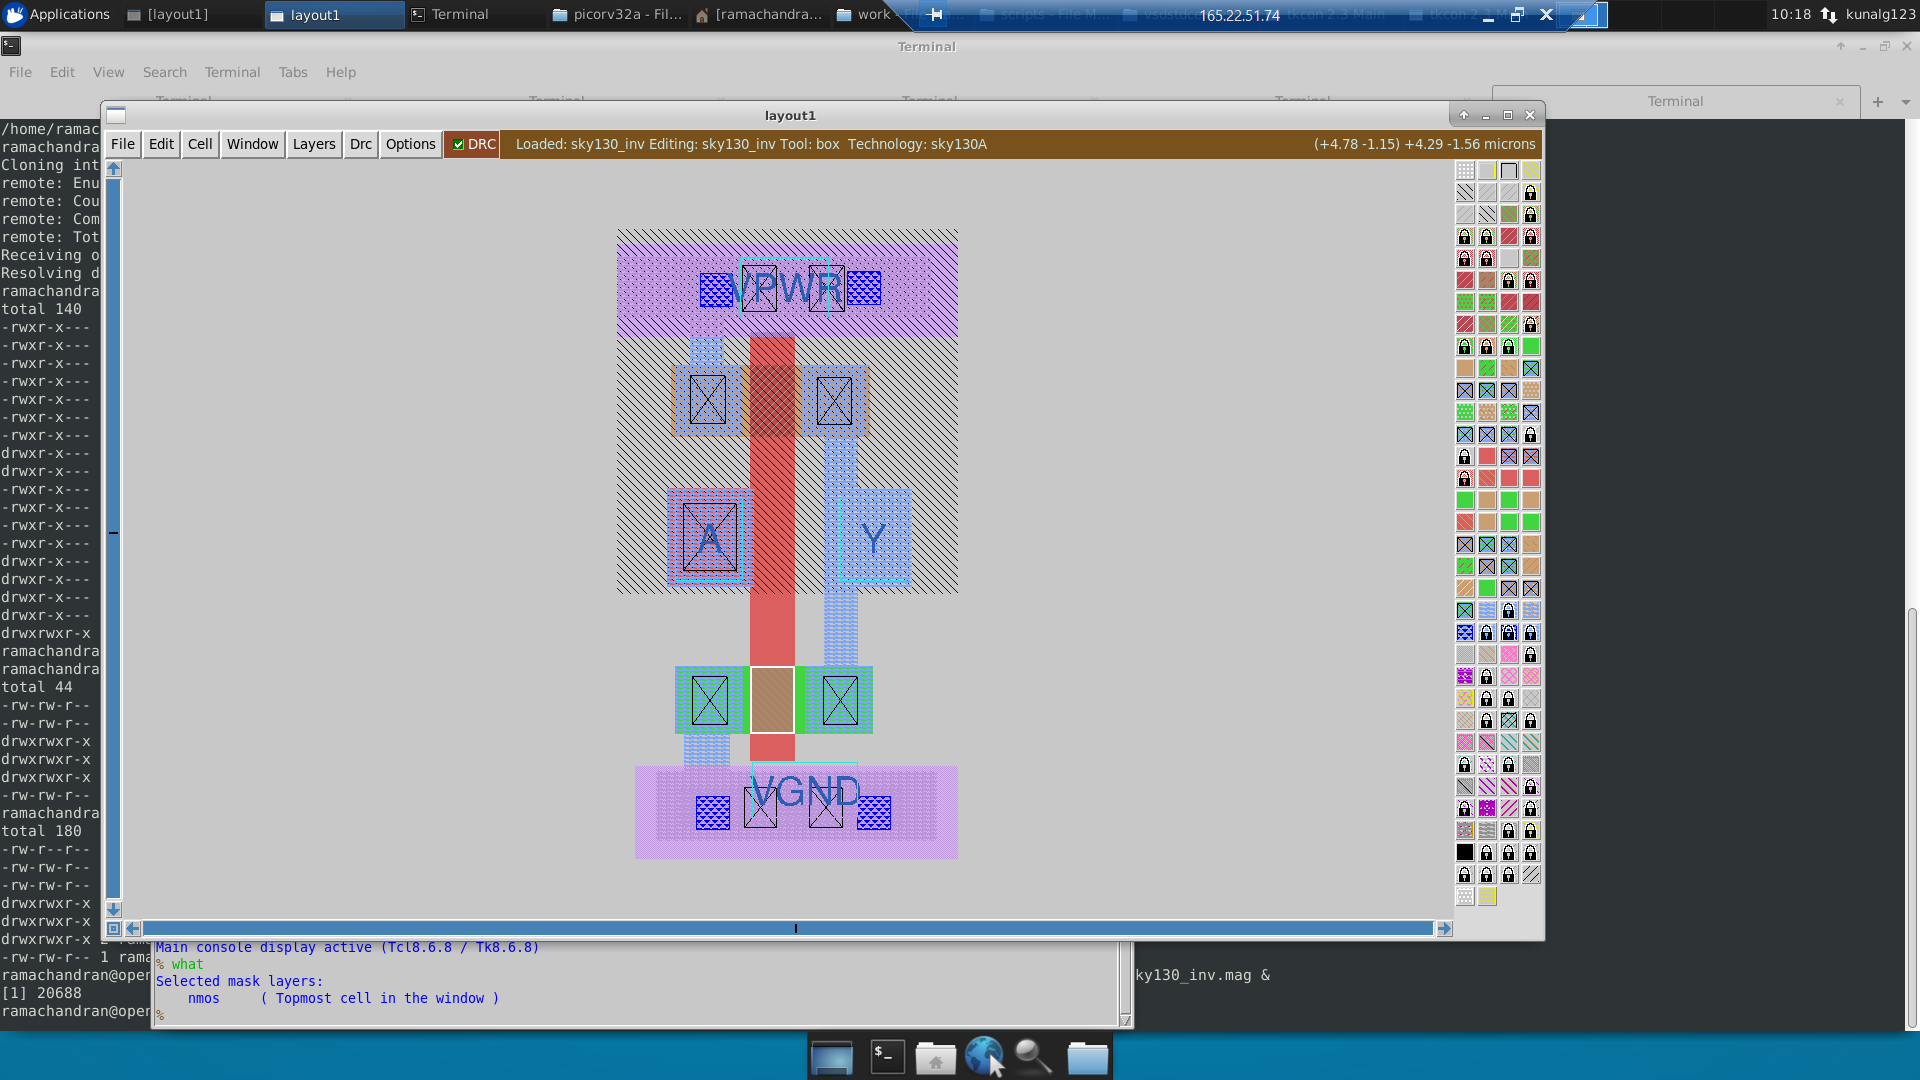 Applications
[layout1]
layout1
Terminal
picorv32a - Fil...
[ramachandra...
work -
165.22.51.74
10:18
kunalg123
Terminal
File Edit View Search Terminal Tabs Help
Terminal
layout1
File Edit Cell Window Layers Drc Options DRC
Loaded: sky130_inv Editing: sky130_inv Tool: box Technology: sky130A
(+4.78 -1.15) +4.29 -1.56 microns
/home/ramac
ramachandra
Cloning int
remote: Enu
remote: Cou
remote: Com
remote: Tot
Receiving o
Resolving d
ramachandra
total 140
-rwxr-x---
-rwxr-x---
-rwxr-x---
-rwxr-x---
-rwxr-x---
-rwxr-x---
-rwxr-x---
drwxr-x---
drwxr-x---
-rwxr-x---
-rwxr-x---
-rwxr-x---
-rwxr-x---
drwxr-x---
drwxr-x---
drwxr-x---
drwxr-x---
drwxrwxr-x
ramachandra
ramachandra
total 44
-rw-rw-r--
-rw-rw-r--
drwxrwxr-x
drwxrwxr-x
drwxrwxr-x
-rw-rw-r--
ramachandra
total 180
-rw-r--r--
-rw-rw-r--
-rw-rw-r--
drwxrwxr-x
drwxrwxr-x
drwxrwxr-x
-rw-rw-r-- 1 rama
ramachandran@oper
[1] 20688
ramachandran@oper
VPWR
A
Y
VGND
Main console display active (Tcl8.6.8 / Tk8.6.8)
% what
Selected mask layers:
nmos ( Topmost cell in the window )
%
ky130_inv.mag &